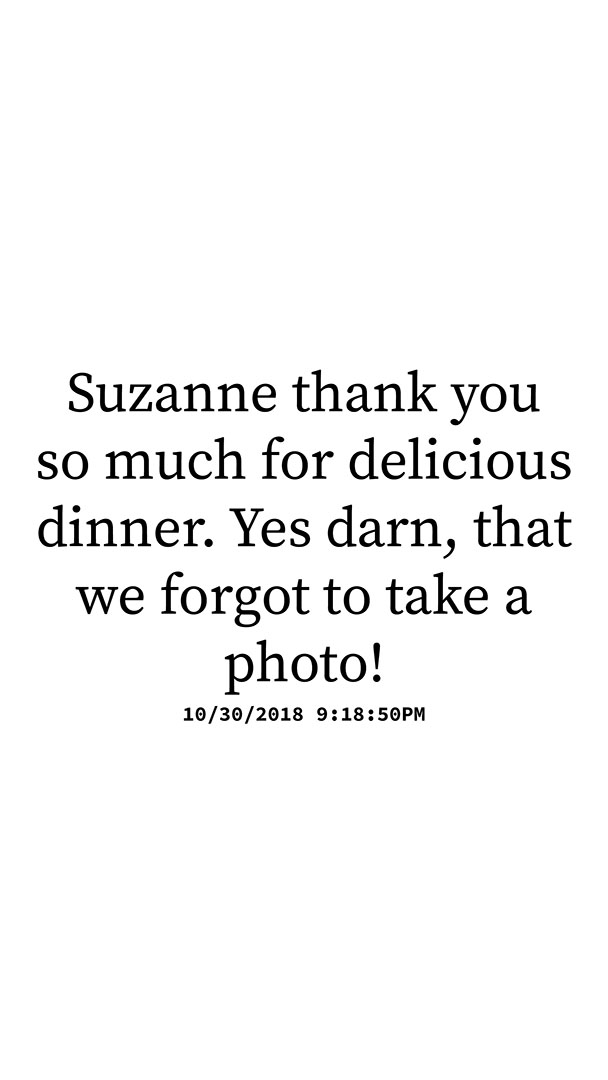 Suzanne thank you
so much for delicious
dinner. Yes darn, that
we forgot to take a
photo!
10/30/2018 9:18:50PM